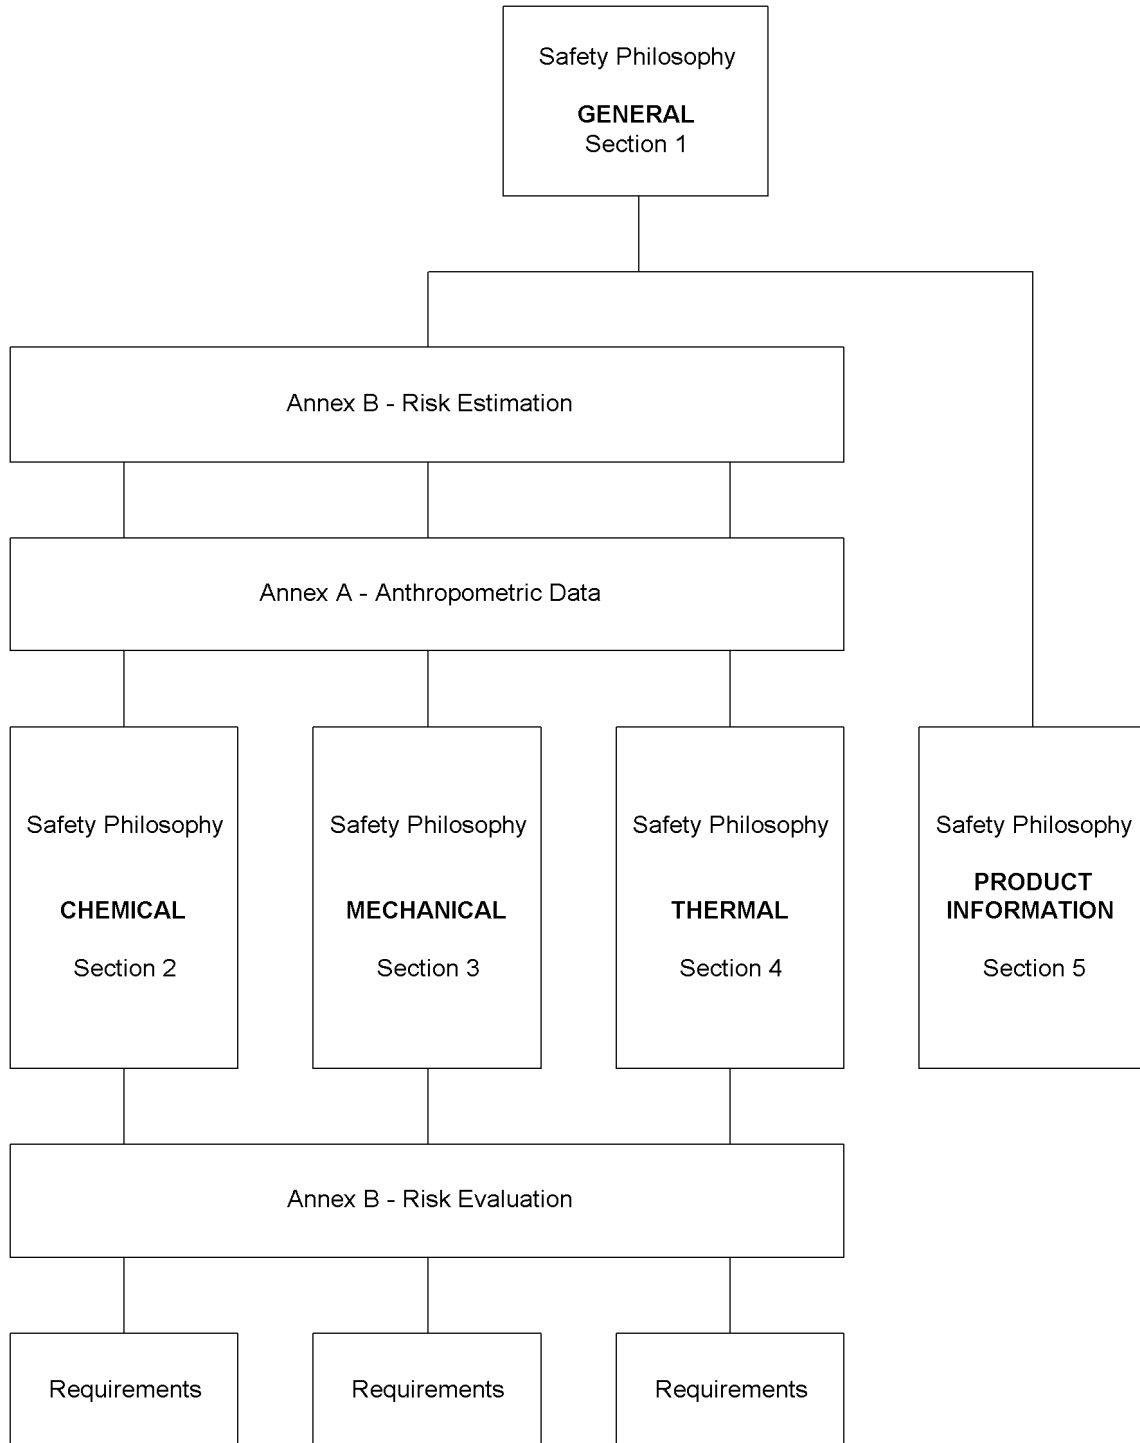 Safety Philosophy
GENERAL
Section 1
Annex B - Risk Estimation
Annex A - Anthropometric Data
Safety Philosophy
CHEMICAL
Section 2
Safety Philosophy
MECHANICAL
Section 3
Safety Philosophy
THERMAL
Section 4
Safety Philosophy
PRODUCT
INFORMATION
Section 5
Annex B - Risk Evaluation
Requirements
Requirements
Requirements